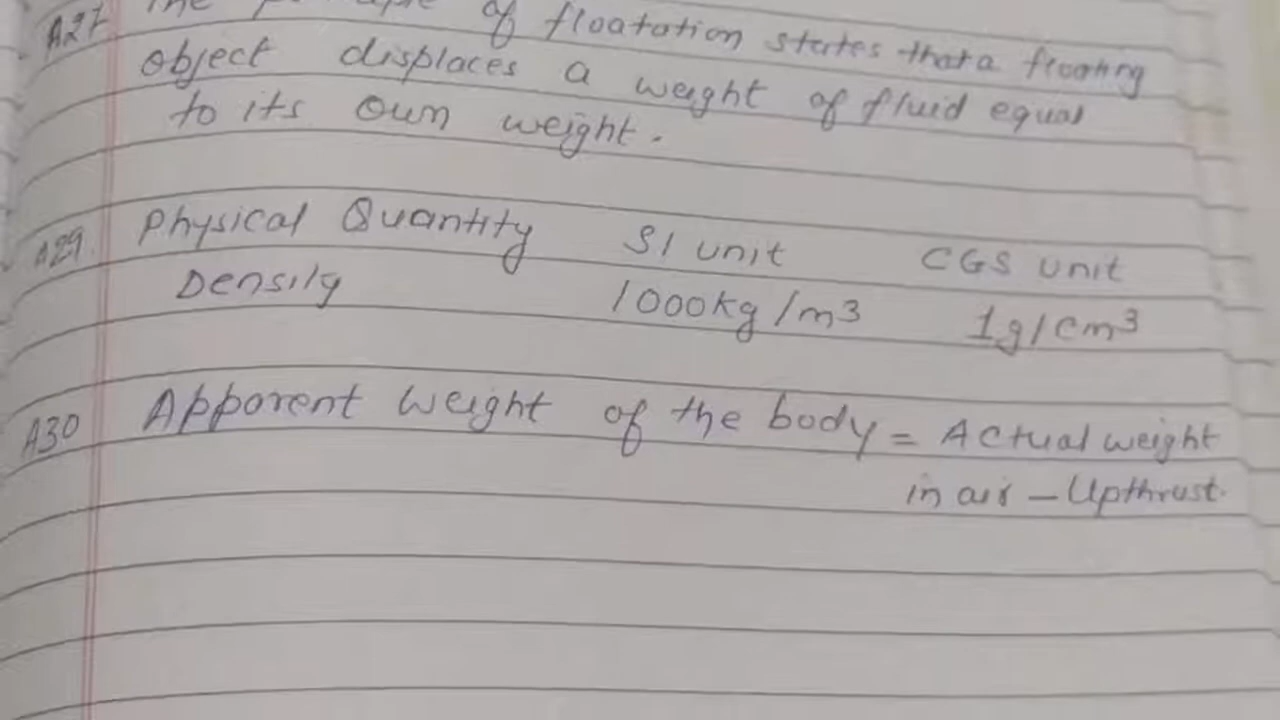 A27 The principle of floatation states that a floating
object displaces a weight of fluid equal
to its own weight.
A29 Physical Quantity SI unit CGS unit
Density 1000kg/m3 1g/cm3
A30 Apparent weight of the body = Actual weight
in air - Upthrust.